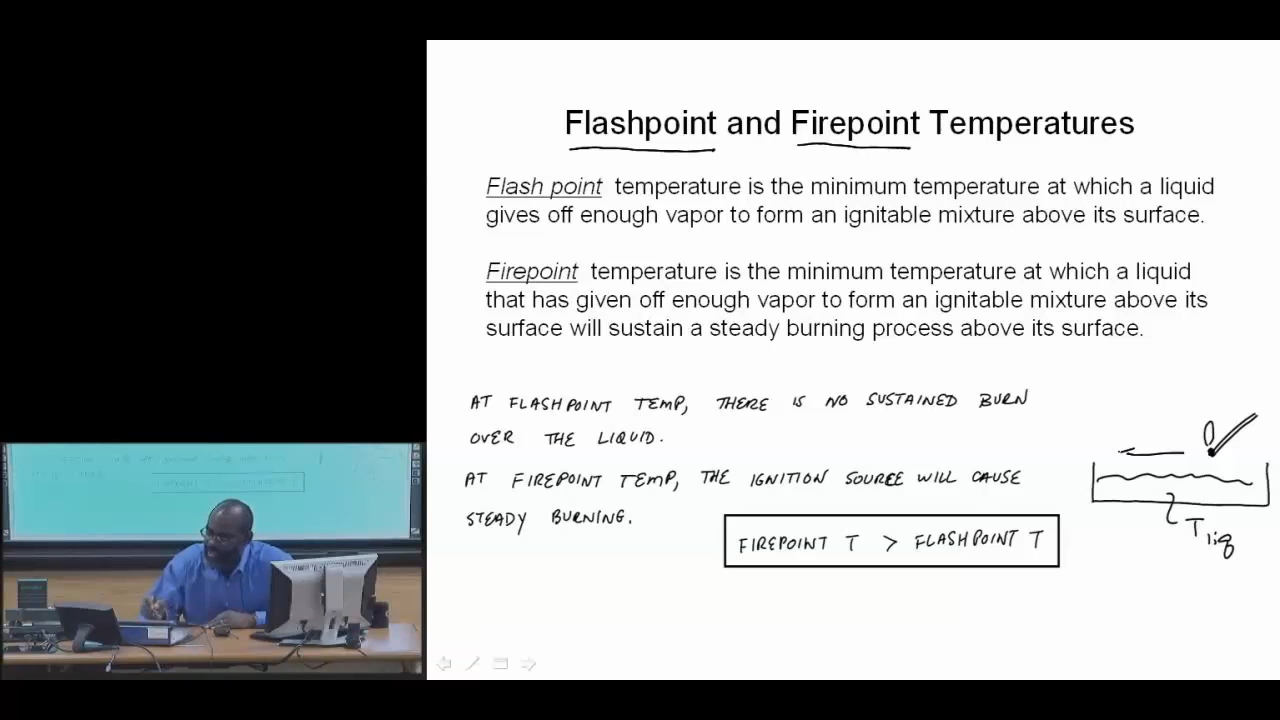 Flashpoint and Firepoint Temperatures
Flash point temperature is the minimum temperature at which a liquid
gives off enough vapor to form an ignitable mixture above its surface.
Firepoint temperature is the minimum temperature at which a liquid
that has given off enough vapor to form an ignitable mixture above its
surface will sustain a steady burning process above its surface.
AT FLASHPOINT TEMP, THERE IS NO SUSTAINED BURN
OVER THE LIQUID.
AT FIREPOINT TEMP, THE IGNITION SOURCE WILL CAUSE
STEADY BURNING.
FIREPOINT T > FLASHPOINT T
T liq